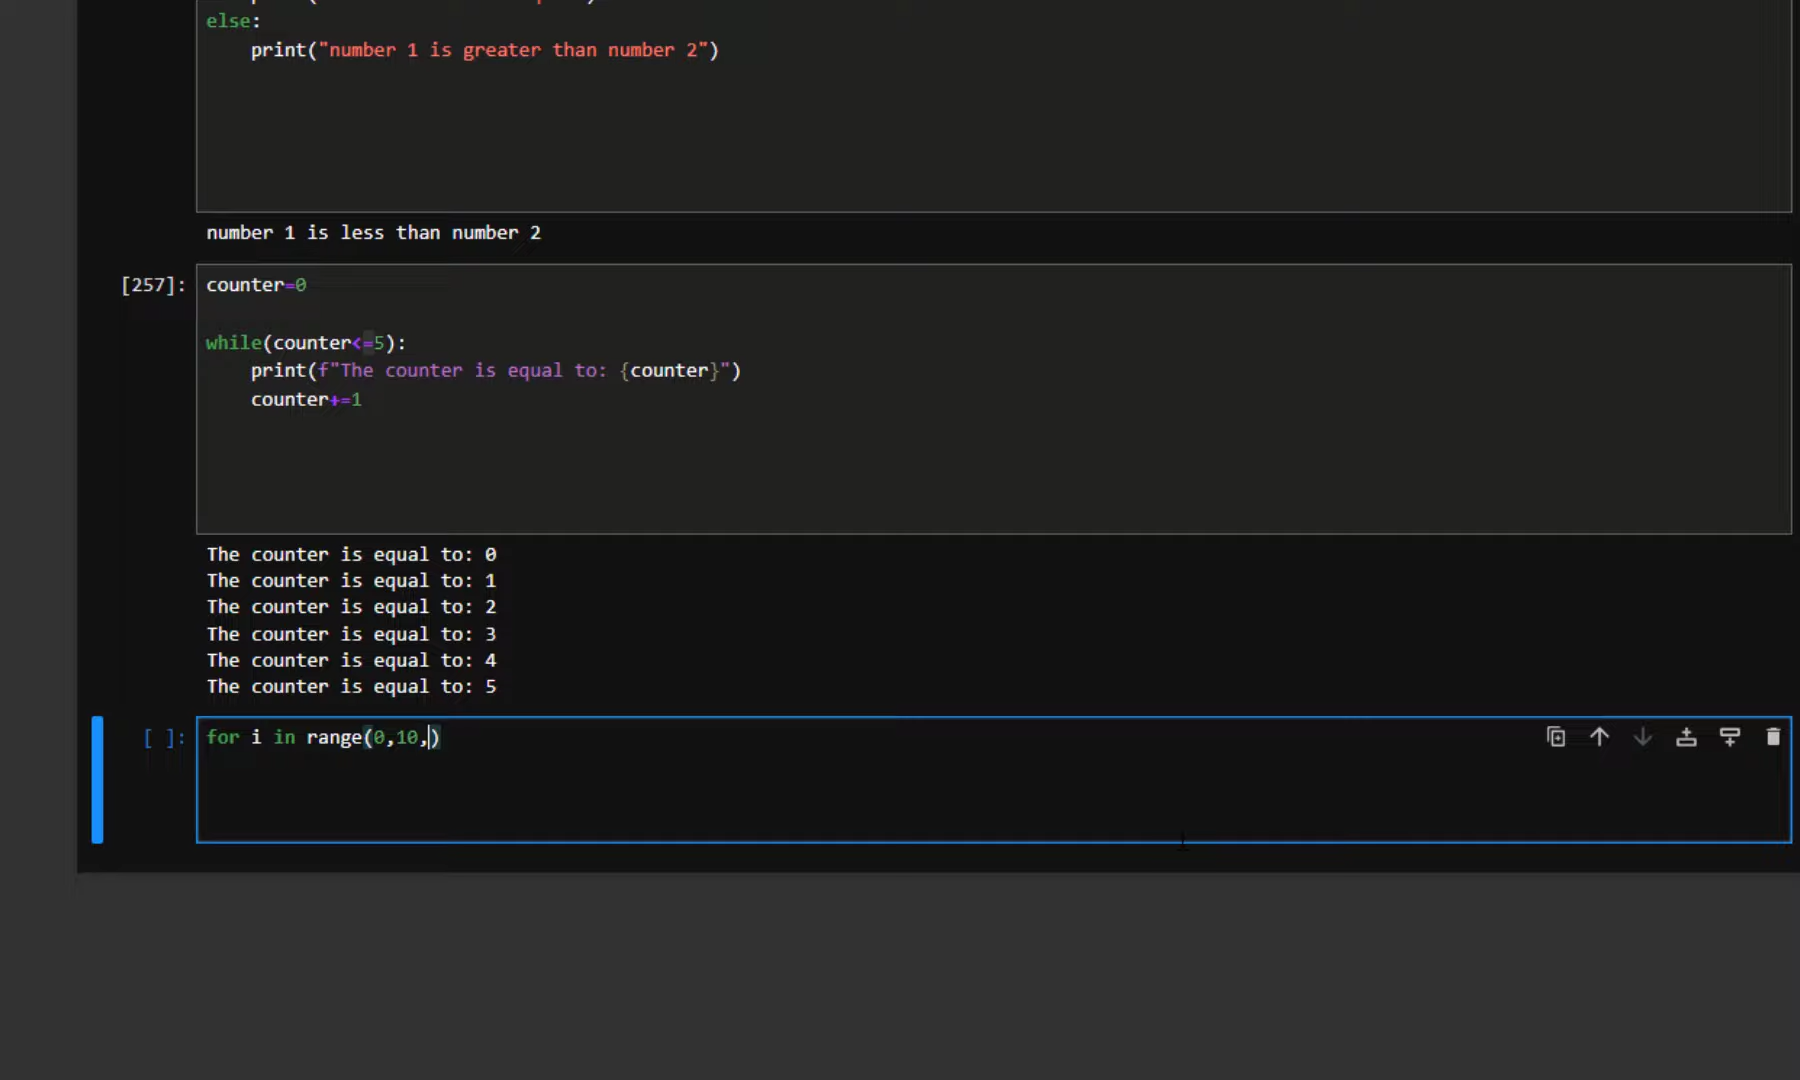 else:
    print("number 1 is greater than number 2")
number 1 is less than number 2
[257]: counter=0
while(counter<=5):
    print(f"The counter is equal to: {counter}")
    counter+=1
The counter is equal to: 0
The counter is equal to: 1
The counter is equal to: 2
The counter is equal to: 3
The counter is equal to: 4
The counter is equal to: 5
[ ]: for i in range(0,10,)